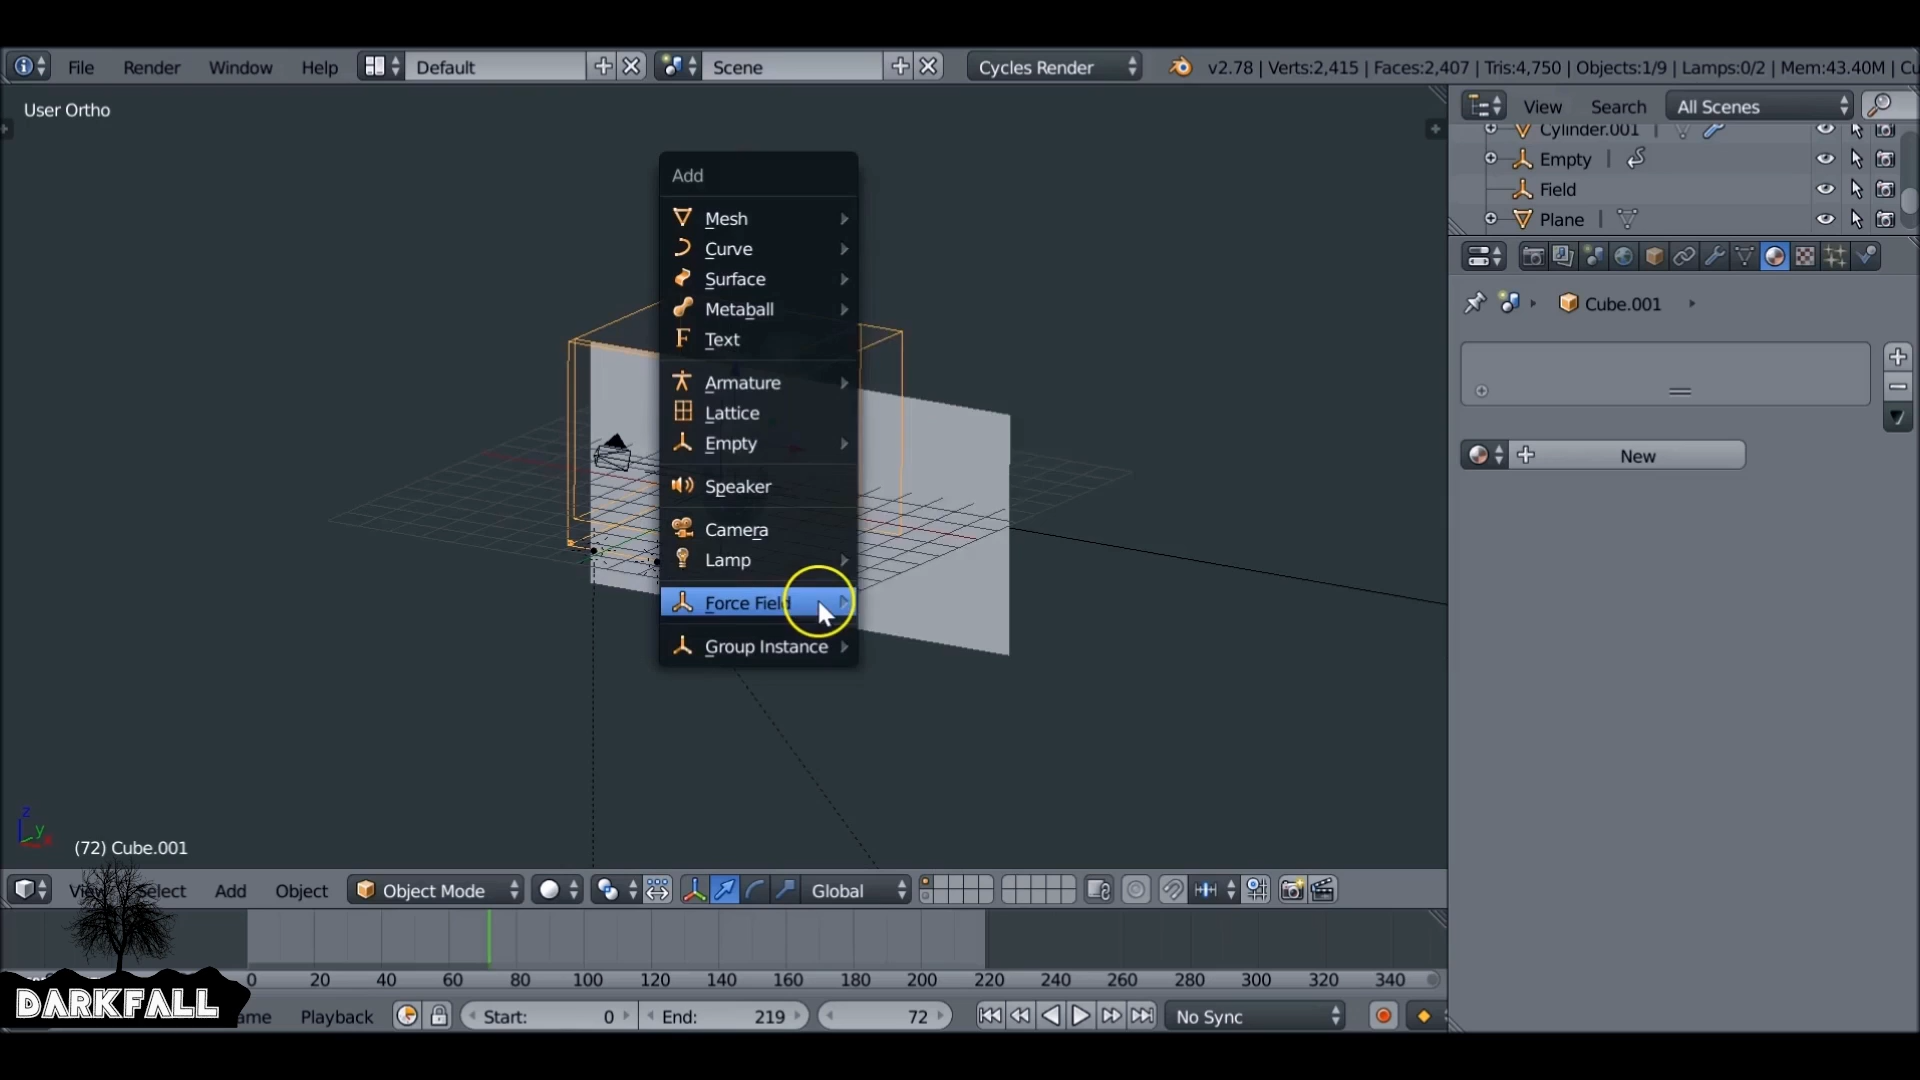 File Render Window Help Default Scene Cycles Render v2.78 | Verts:2,415 | Faces:2,407 | Tris:4,750 | Objects:1/9 | Lamps:0/2 | Mem:43.40M | Cu
User Ortho
View Search All Scenes
Cylinder.001
Empty
Field
Plane
Cube.001
New
Add
Mesh
Curve
Surface
Metaball
Text
Armature
Lattice
Empty
Speaker
Camera
Lamp
Force Field
Group Instance
z
y
(72) Cube.001
View Select Add Object Object Mode Global
0 20 40 60 80 100 120 140 160 180 200 220 240 260 280 300 320 340
DARKFALL
ame Playback Start: 0 End: 219 72 No Sync